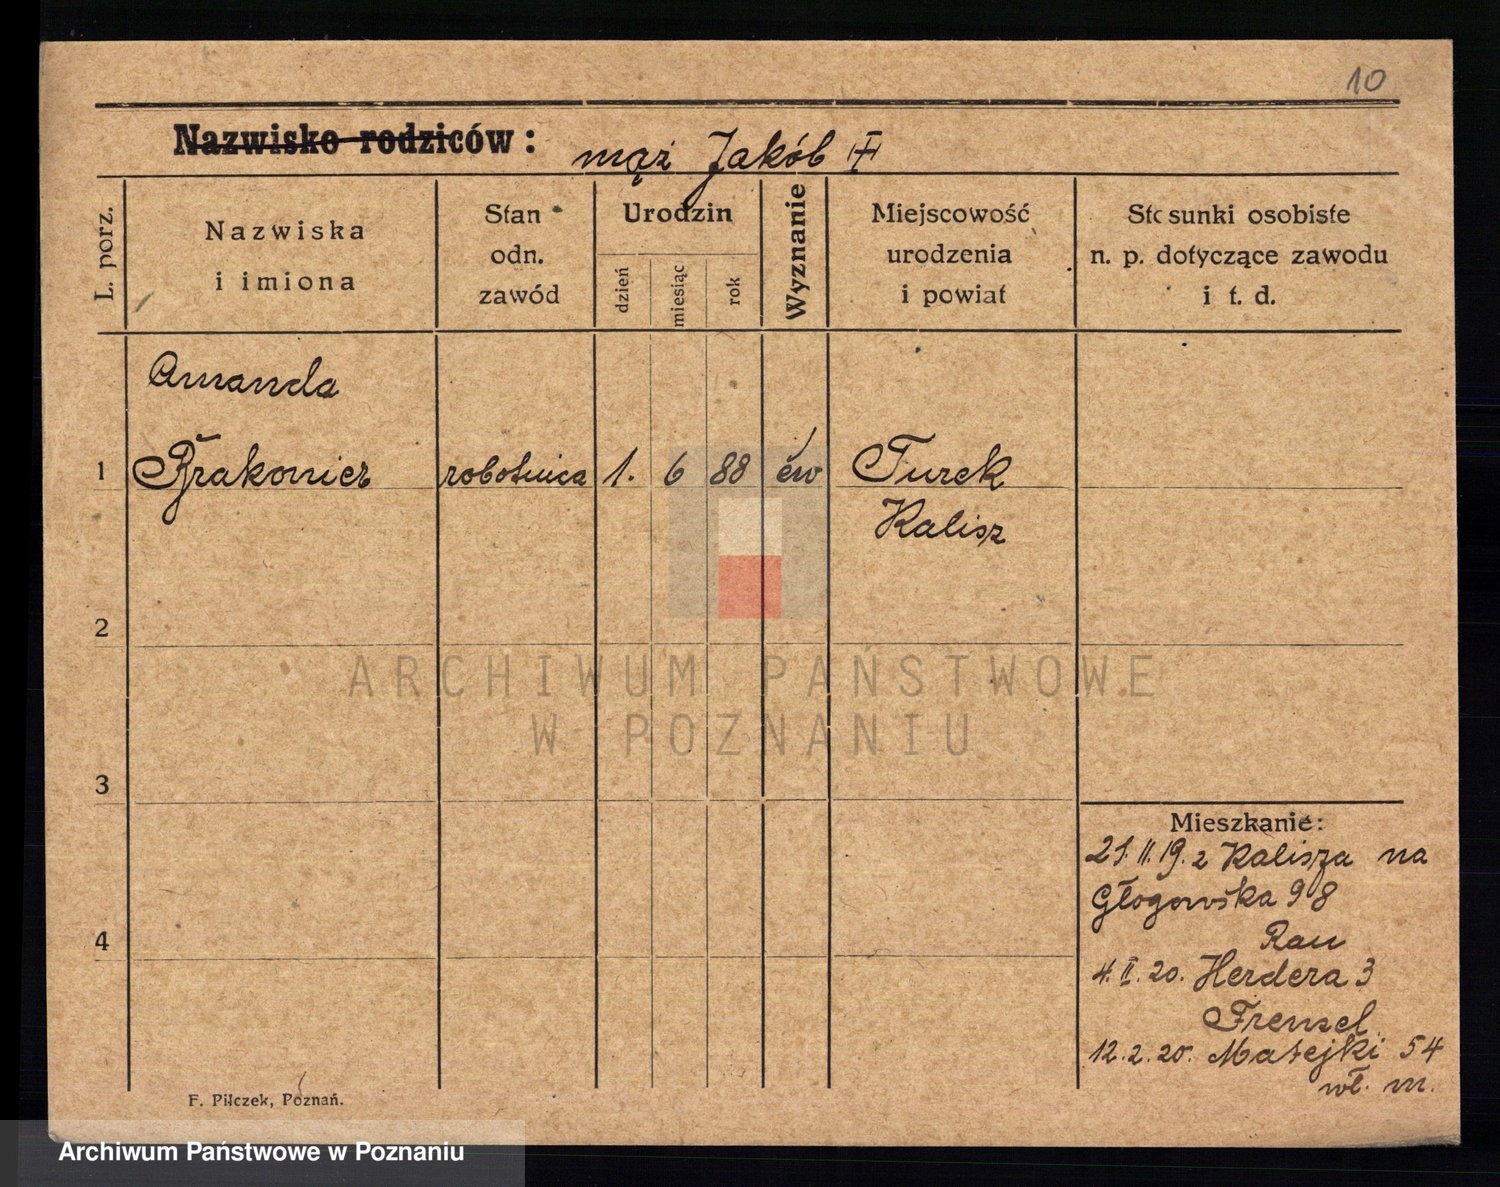 10
Nazwisko rodziców: mąż Jakób
L. porz.
Nazwiska
i imiona
Stan
odn.
zawód
Urodzin
dzień
miesiąc
rok
Wyznanie
Miejscowość
urodzenia
i powiat
Stosunki osobiste
n. p. dotyczące zawodu
i t. d.
Amanda
1 robotnica 1. 6 88 ew Turek
Kalisz
2
3
4
Mieszkanie:
21.II.19. z Kalisza na
Głogowska 98
Rau
4.II.20. Herdera 3
Frenzel
12.2.20. Matejki 54
wł. m.
F. Pilczek, Poznań.
ARCHIWUM PAŃSTWOWE
W POZNANIU
Archiwum Państwowe w Poznaniu